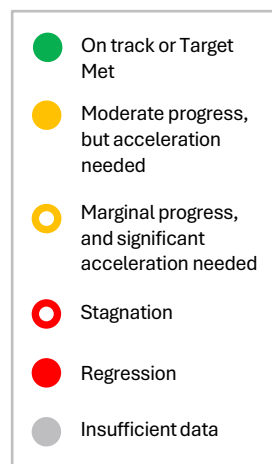 On track or Target
Met
Moderate progress,
but acceleration
needed
Marginal progress,
and significant
acceleration needed
Stagnation
Regression
Insufficient data